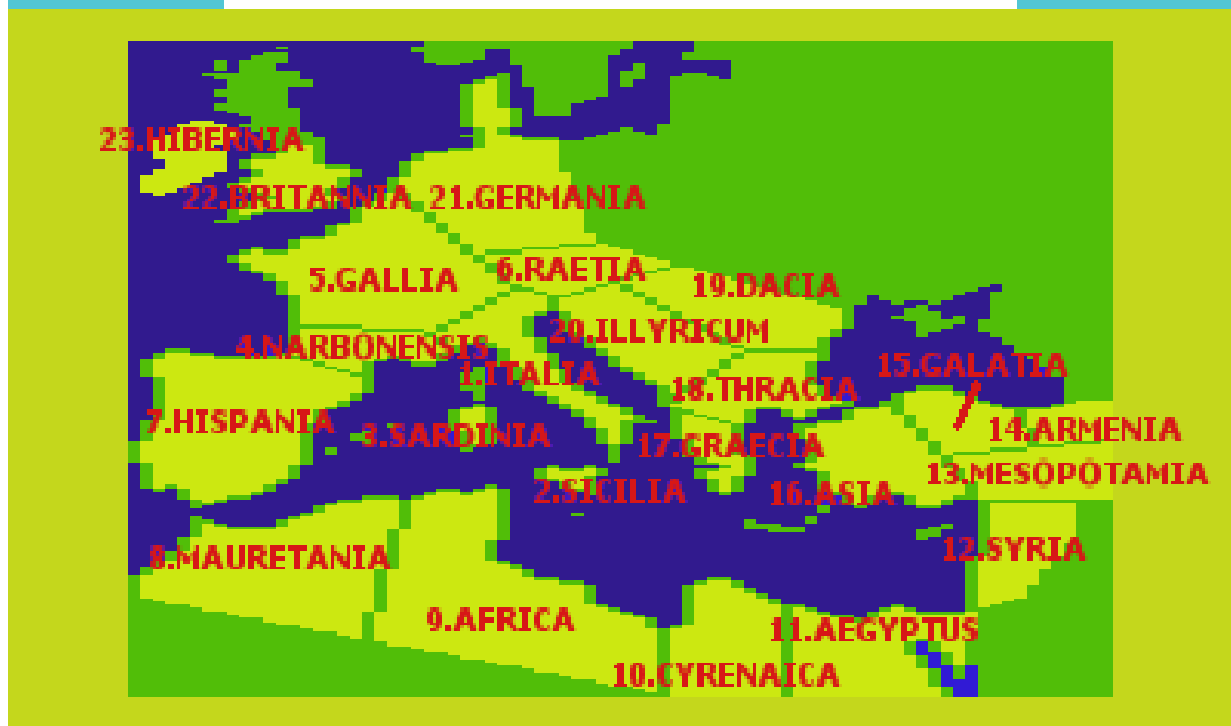 23.HIBERNIA
22.BRITANNIA
21.GERMANIA
5.GALLIA
6.RAETIA
19.DACIA
20.ILLYRICUM
4.NARBONENSIS
1.ITALIA
15.GALATIA
18.THRACIA
7.HISPANIA
3.SARDINIA
17.GRAECIA
14.ARMENIA
13.MESOPOTAMIA
2.SICILIA
16.ASIA
8.MAURETANIA
12.SYRIA
9.AFRICA
11.AEGYPTUS
10.CYRENAICA